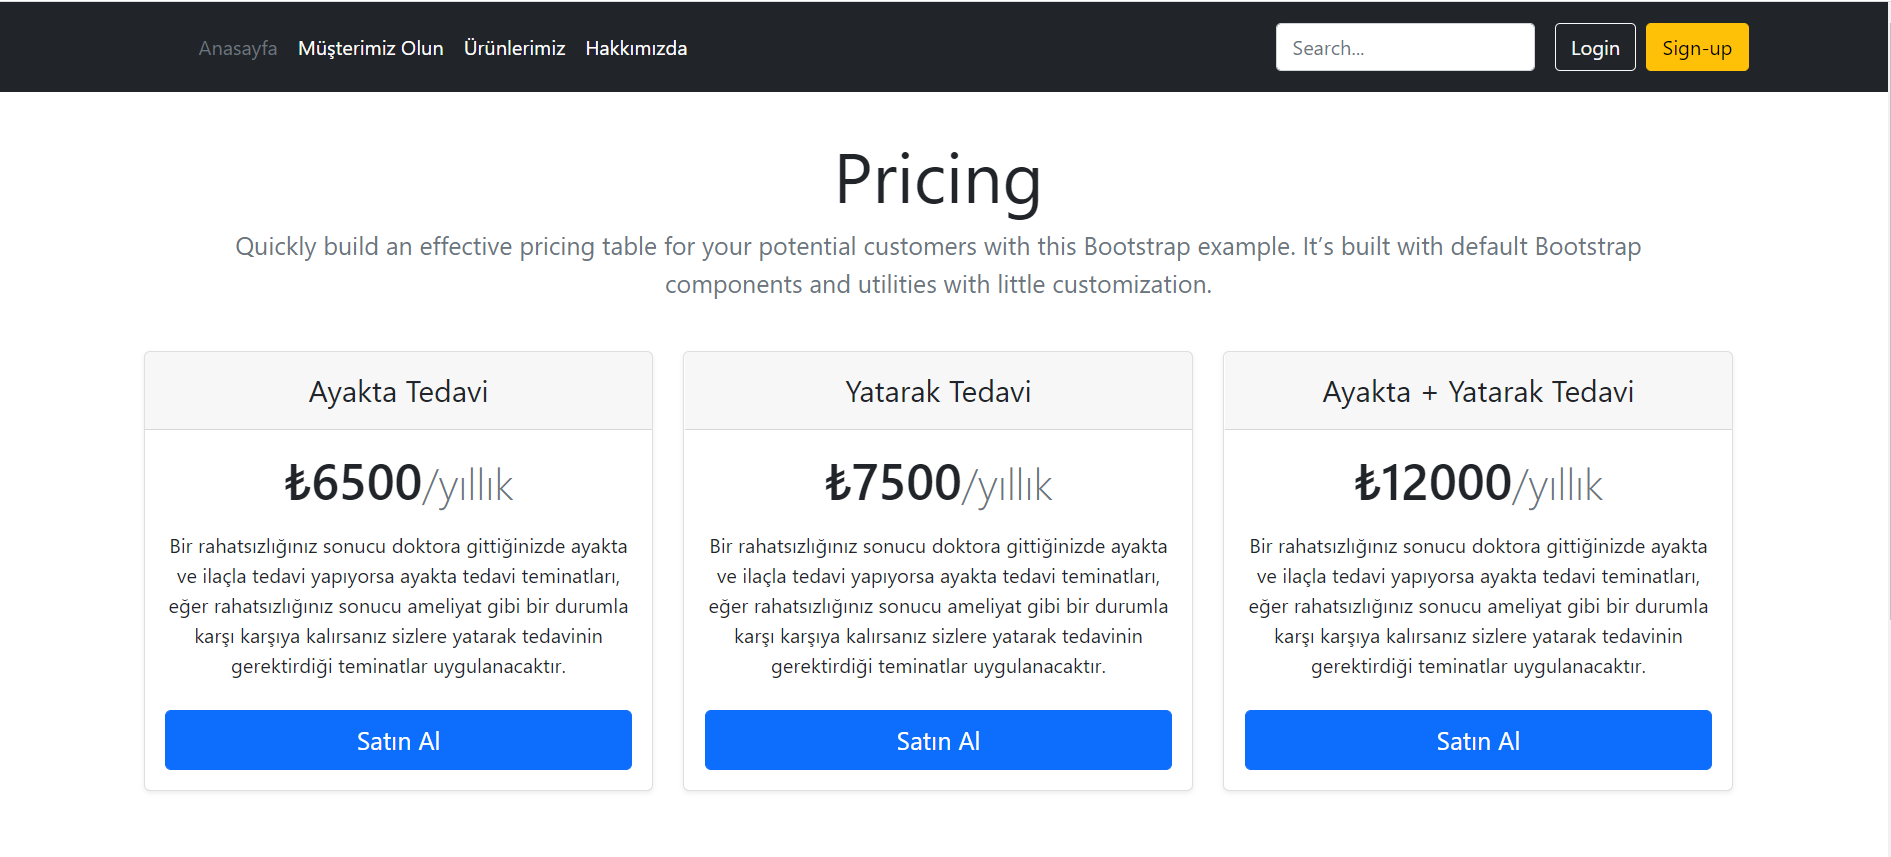 Anasayfa Müşterimiz Olun Ürünlerimiz Hakkımızda Search... Login Sign-up
Pricing
Quickly build an effective pricing table for your potential customers with this Bootstrap example. It’s built with default Bootstrap
components and utilities with little customization.
Ayakta Tedavi
₺6500/yıllık
Bir rahatsızlığınız sonucu doktora gittiğinizde ayakta
ve ilaçla tedavi yapıyorsa ayakta tedavi teminatları,
eğer rahatsızlığınız sonucu ameliyat gibi bir durumla
karşı karşıya kalırsanız sizlere yatarak tedavinin
gerektirdiği teminatlar uygulanacaktır.
Satın Al
Yatarak Tedavi
₺7500/yıllık
Bir rahatsızlığınız sonucu doktora gittiğinizde ayakta
ve ilaçla tedavi yapıyorsa ayakta tedavi teminatları,
eğer rahatsızlığınız sonucu ameliyat gibi bir durumla
karşı karşıya kalırsanız sizlere yatarak tedavinin
gerektirdiği teminatlar uygulanacaktır.
Satın Al
Ayakta + Yatarak Tedavi
₺12000/yıllık
Bir rahatsızlığınız sonucu doktora gittiğinizde ayakta
ve ilaçla tedavi yapıyorsa ayakta tedavi teminatları,
eğer rahatsızlığınız sonucu ameliyat gibi bir durumla
karşı karşıya kalırsanız sizlere yatarak tedavinin
gerektirdiği teminatlar uygulanacaktır.
Satın Al